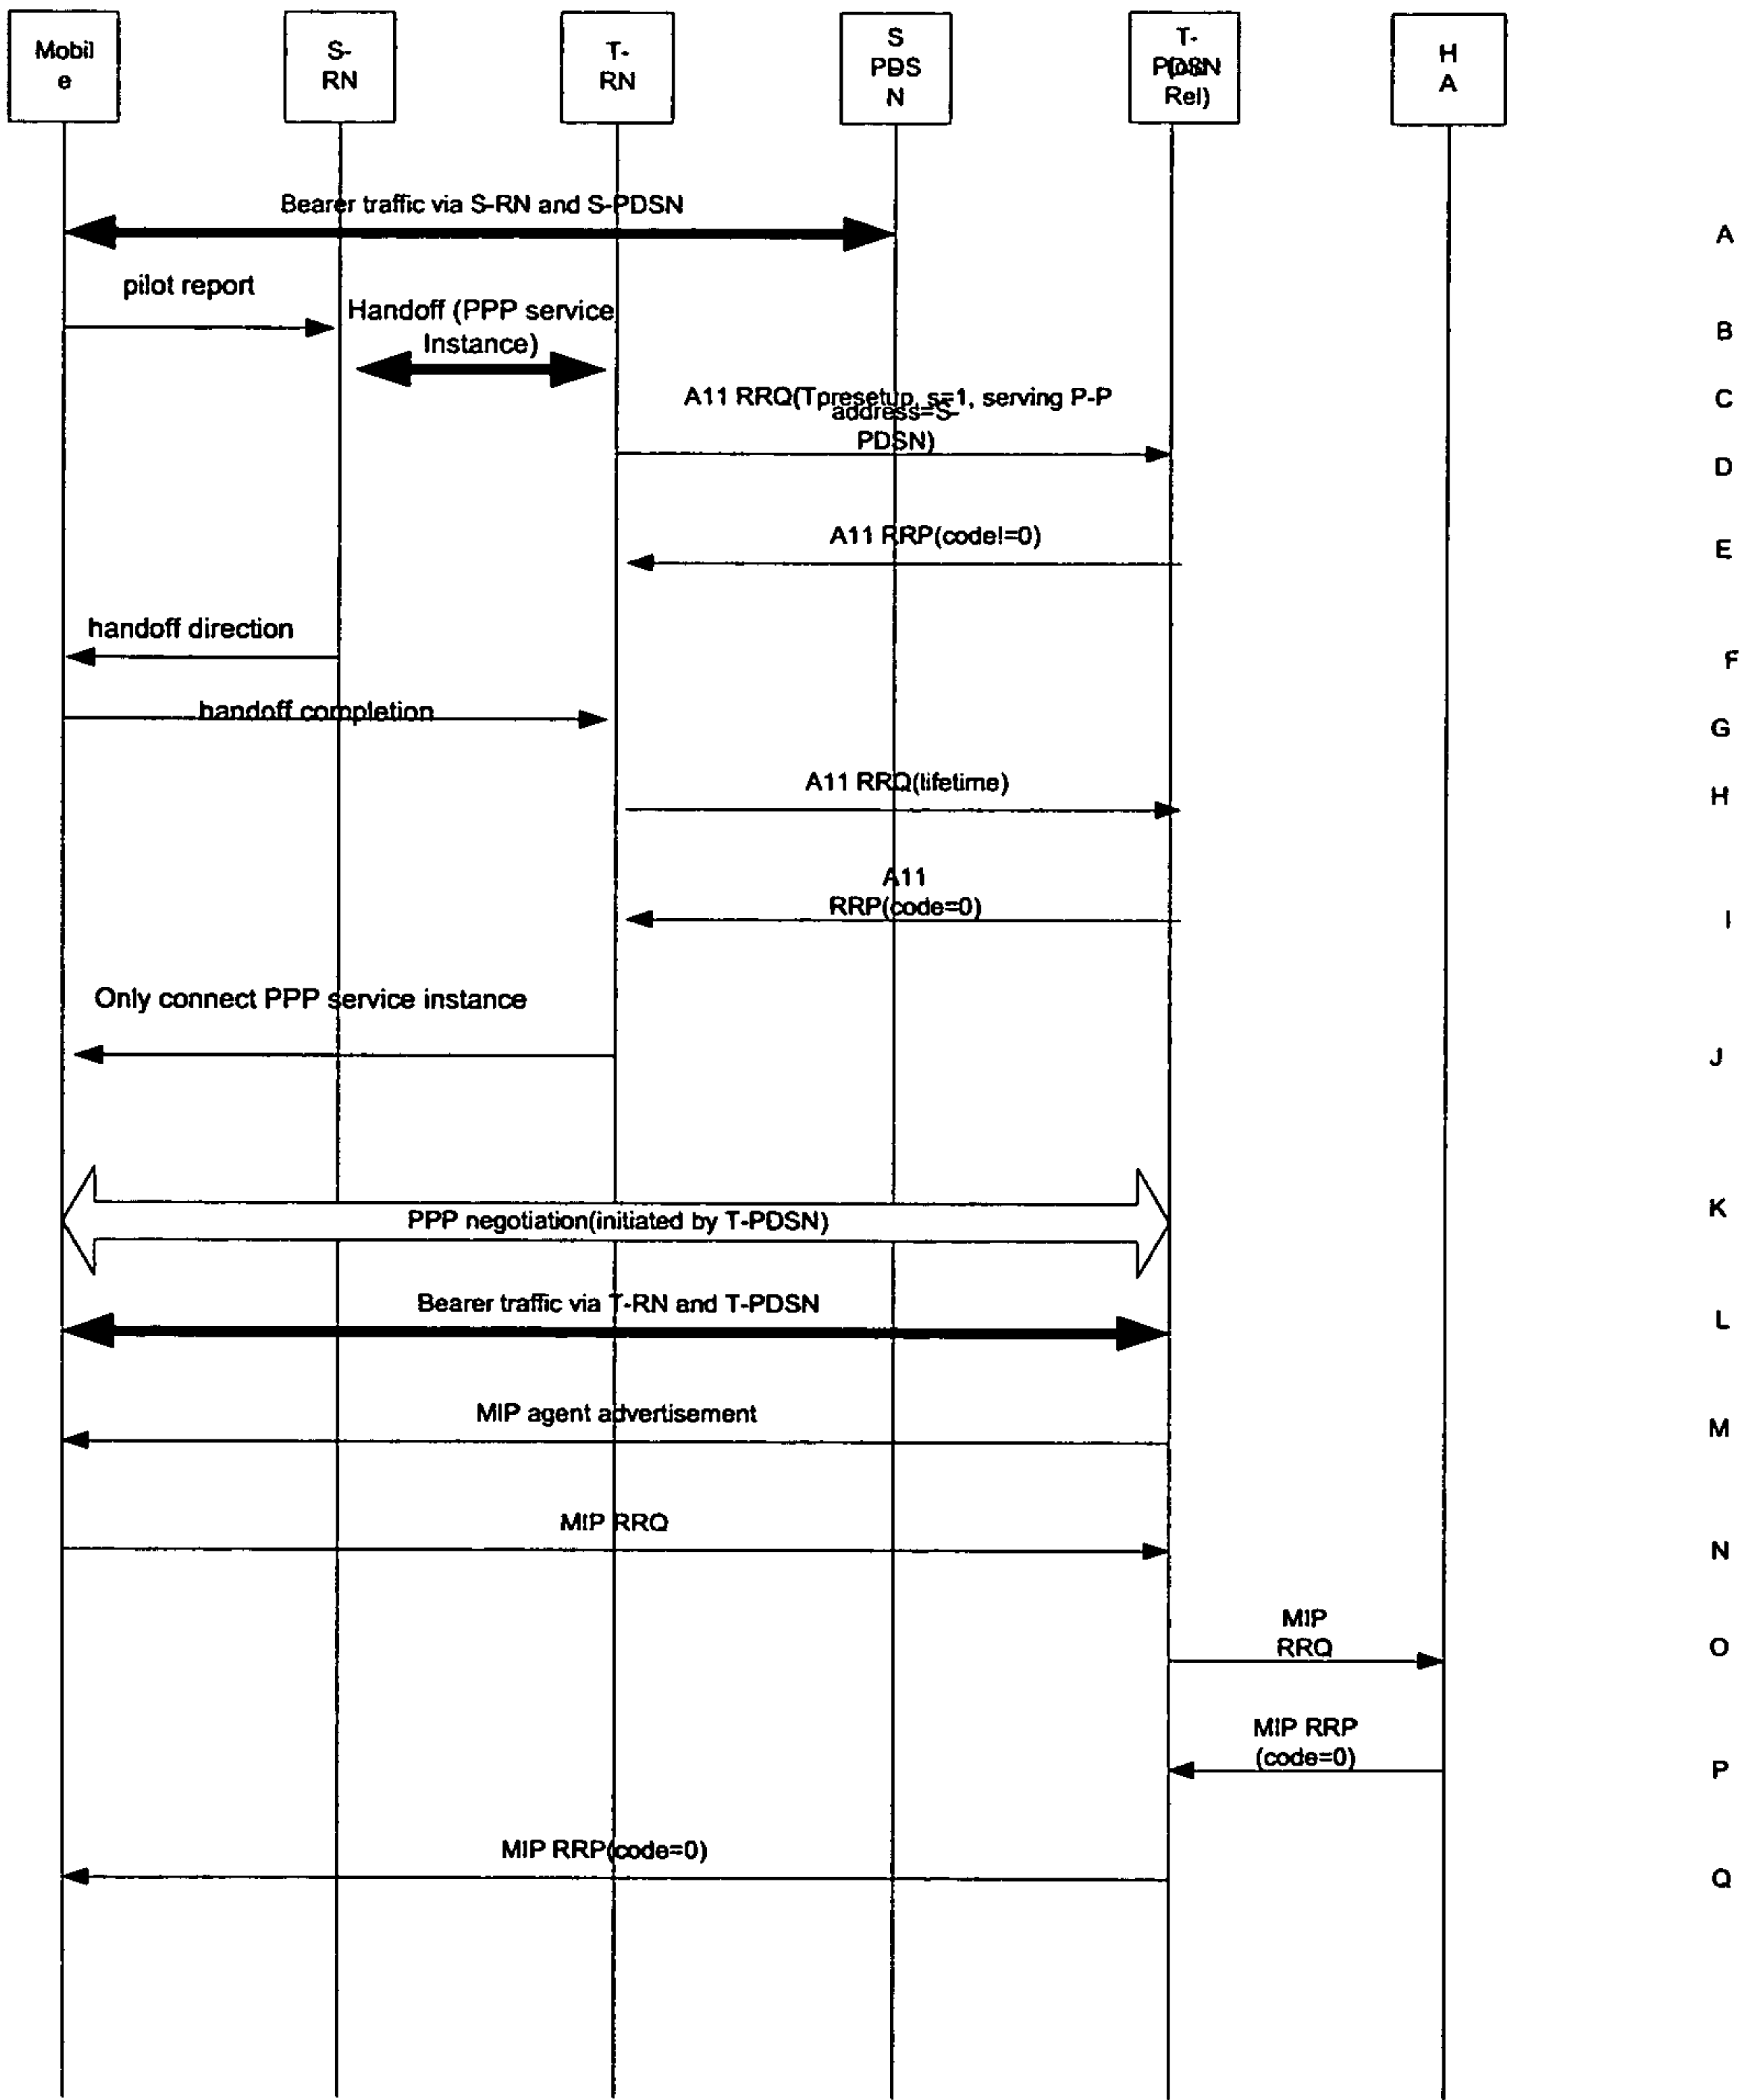 Mobil
e
S-
RN
T-
RN
S
PDS
N
T-
Rel)
H
A
Bearer traffic via S-RN and S-PDSN
A
pilot report
Handoff (PPP service
Instance)
B
A11 RRQ(Tpresetup, s=1, serving P-P
address=S-
PDSN)
C
D
A11 RRP(code!=0)
E
handoff direction
F
handoff completion
G
A11 RRQ(lifetime)
H
A11
RRP(code=0)
I
Only connect PPP service instance
J
PPP negotiation(initiated by T-PDSN)
K
Bearer traffic via T-RN and T-PDSN
L
MIP agent advertisement
M
MIP RRQ
N
MIP
RRQ
O
MIP RRP
(code=0)
P
MIP RRP(code=0)
Q